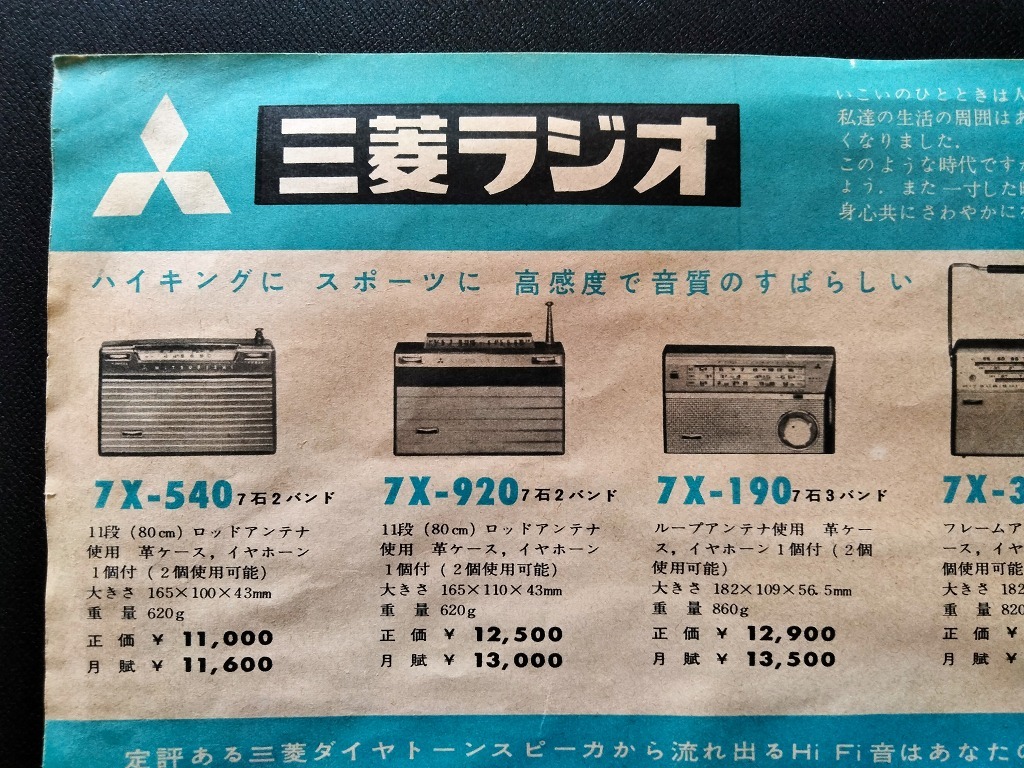 三菱ラジオ
いこいのひとときは人
私達の生活の周囲はあ
くなりました.
このような時代ですか
よう. また一寸した
身心共にさわやかに
ハイキングに スポーツに 高感度で音質のすばらしい
7X-540 7石2バンド
11段 (80cm) ロッドアンテナ
使用 革ケース, イヤホーン
1個付 (2個使用可能)
大きさ 165×100×43mm
重量 620g
正価 ¥ 11,000
月賦 ¥ 11,600
7X-920 7石2バンド
11段 (80cm) ロッドアンテナ
使用 革ケース, イヤホーン
1個付 (2個使用可能)
大きさ 165×110×43mm
重量 620g
正価 ¥ 12,500
月賦 ¥ 13,000
7X-190 7石3バンド
ループアンテナ使用 革ケー
ス, イヤホーン1個付 (2個
使用可能)
大きさ 182×109×56.5mm
重量 860g
正価 ¥ 12,900
月賦 ¥ 13,500
7X-3
フレームア
ース, イヤ
個使用可能
大きさ 182
重量 820
正価 ¥
月賦 ¥
定評ある三菱ダイヤトーンスピーカから流れ出るHi Fi音はあなたの